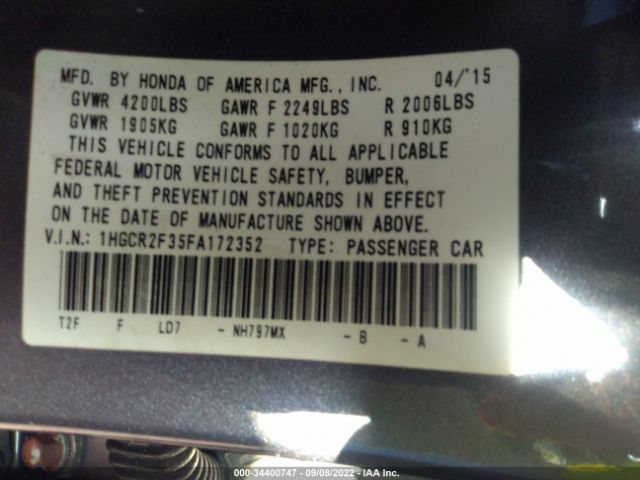 MFD. BY HONDA OF AMERICA MFG., INC. 04/'15
GVWR 4200LBS GAWR F 2249LBS R 2006LBS
GVWR 1905KG GAWR F 1020KG R 910KG
THIS VEHICLE CONFORMS TO ALL APPLICABLE
FEDERAL MOTOR VEHICLE SAFETY, BUMPER,
AND THEFT PREVENTION STANDARDS IN EFFECT
ON THE DATE OF MANUFACTURE SHOWN ABOVE.
V.I.N.: 1HGCR2F35FA172352 TYPE: PASSENGER CAR
T2F F LD7 - NH797MX - B - A
000-34400747 - 09/08/2022 - IAA Inc.